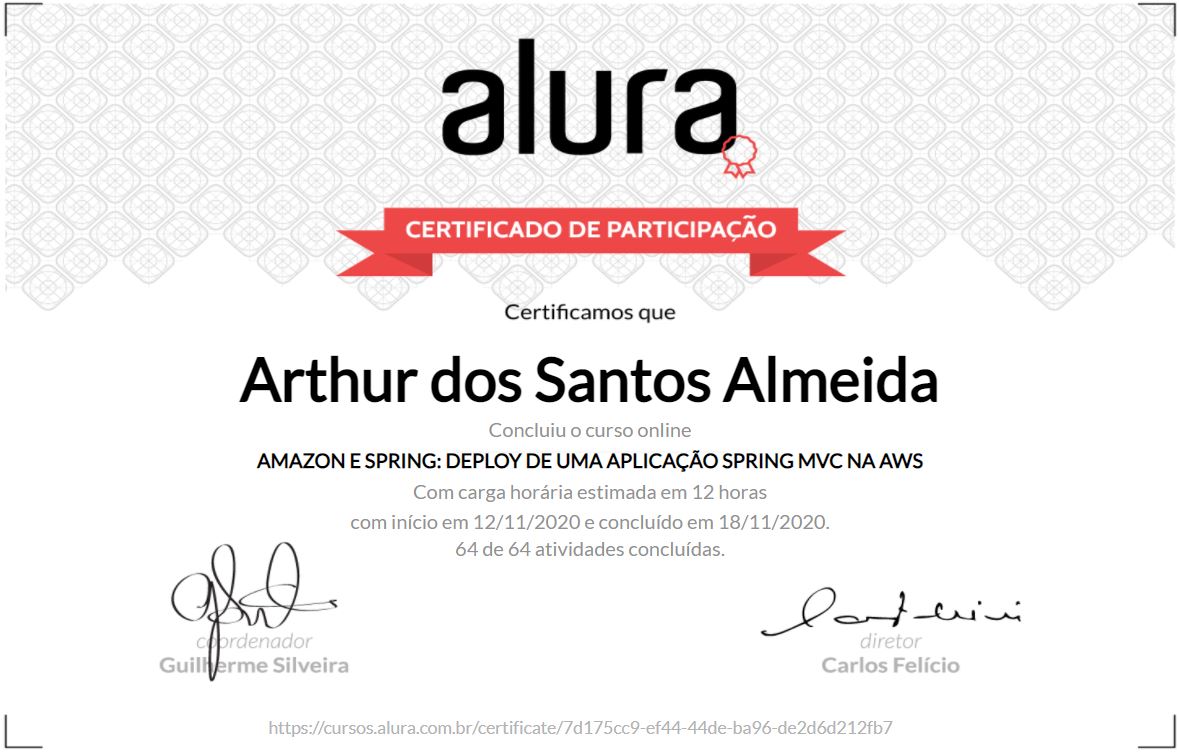 alura
CERTIFICADO DE PARTICIPAÇÃO
Certificamos que
Arthur dos Santos Almeida
Concluiu o curso online
AMAZON E SPRING: DEPLOY DE UMA APLICAÇÃO SPRING MVC NA AWS
Com carga horária estimada em 12 horas
com início em 12/11/2020 e concluído em 18/11/2020.
64 de 64 atividades concluídas.
coordenador
Guilherme Silveira
diretor
Carlos Felício
https://cursos.alura.com.br/certificate/7d175cc9-ef44-44de-ba96-de2d6d212fb7